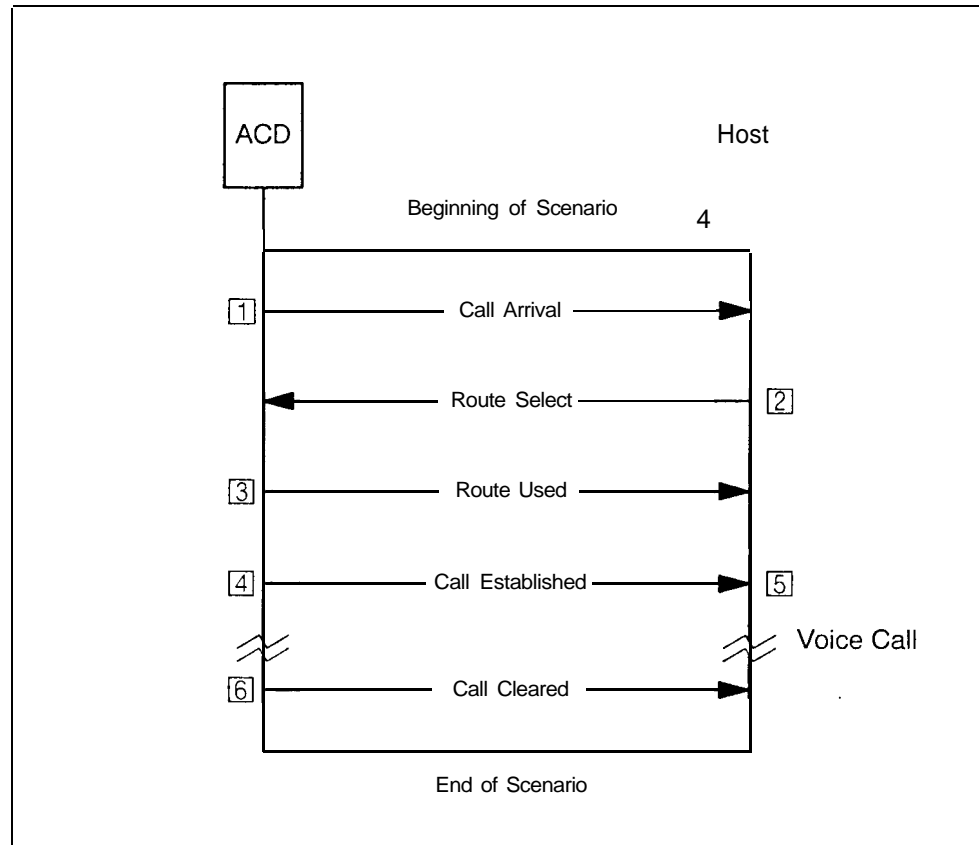 ACD
Host
Beginning of Scenario
4
1
Call Arrival
Route Select
2
3
Route Used
4
Call Established
5
Voice Call
6
Call Cleared
End of Scenario